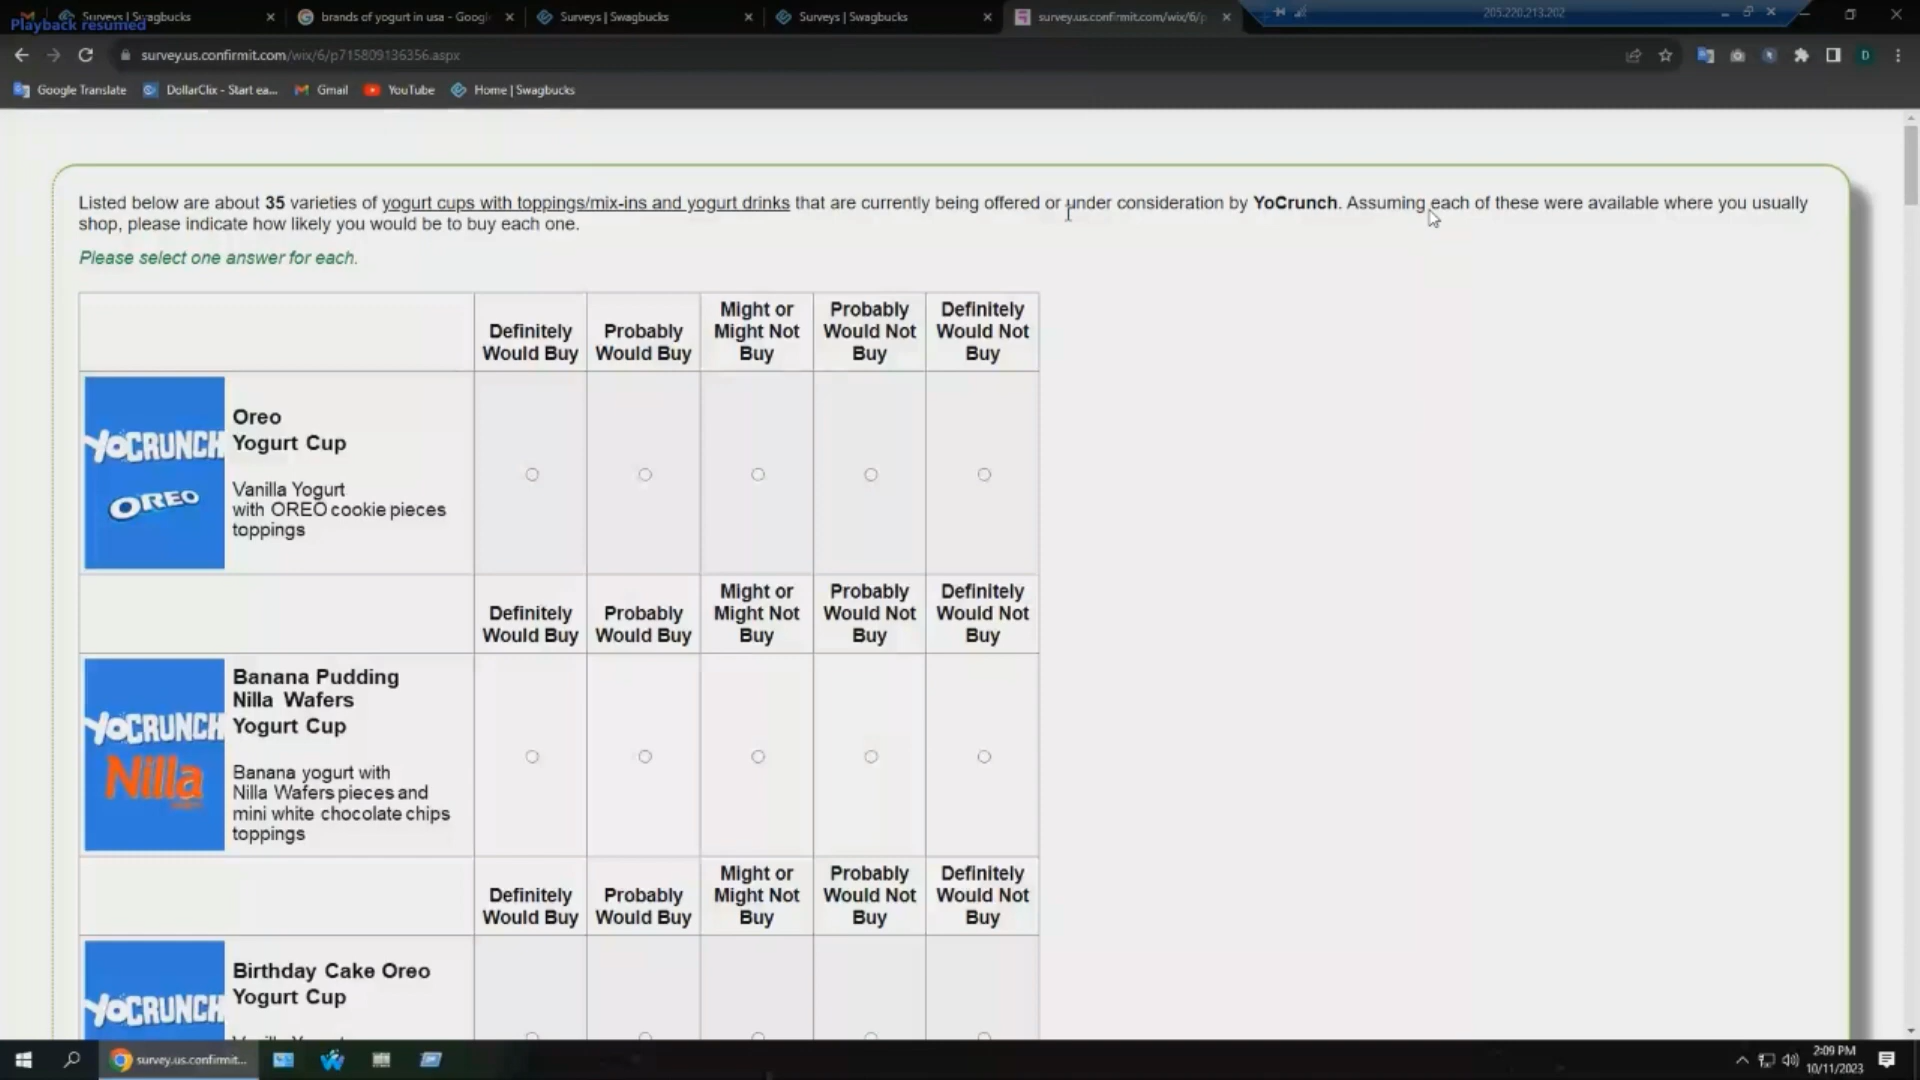 Playback resumed
Surveys | Swagbucks
brands of yogurt in usa - Googl
Surveys | Swagbucks
Surveys | Swagbucks
survey.us.confirmit.com/wix/6/p
205.220.213.202
survey.us.confirmit.com/wix/6/p715809136356.aspx
D
Google Translate
DollarClix - Start ea...
Gmail
YouTube
Home | Swagbucks
Listed below are about 35 varieties of yogurt cups with toppings/mix-ins and yogurt drinks that are currently being offered or under consideration by YoCrunch. Assuming each of these were available where you usually
shop, please indicate how likely you would be to buy each one.
Please select one answer for each.
Definitely Would Buy
Probably Would Buy
Might or Might Not Buy
Probably Would Not Buy
Definitely Would Not Buy
YOCRUNCH
OREO
Oreo
Yogurt Cup
Vanilla Yogurt
with OREO cookie pieces
toppings
Definitely Would Buy
Probably Would Buy
Might or Might Not Buy
Probably Would Not Buy
Definitely Would Not Buy
YOCRUNCH
Nilla
Banana Pudding
Nilla Wafers
Yogurt Cup
Banana yogurt with
Nilla Wafers pieces and
mini white chocolate chips
toppings
Definitely Would Buy
Probably Would Buy
Might or Might Not Buy
Probably Would Not Buy
Definitely Would Not Buy
YOCRUNCH
Birthday Cake Oreo
Yogurt Cup
survey.us.confirmit...
2:09 PM
10/11/2023